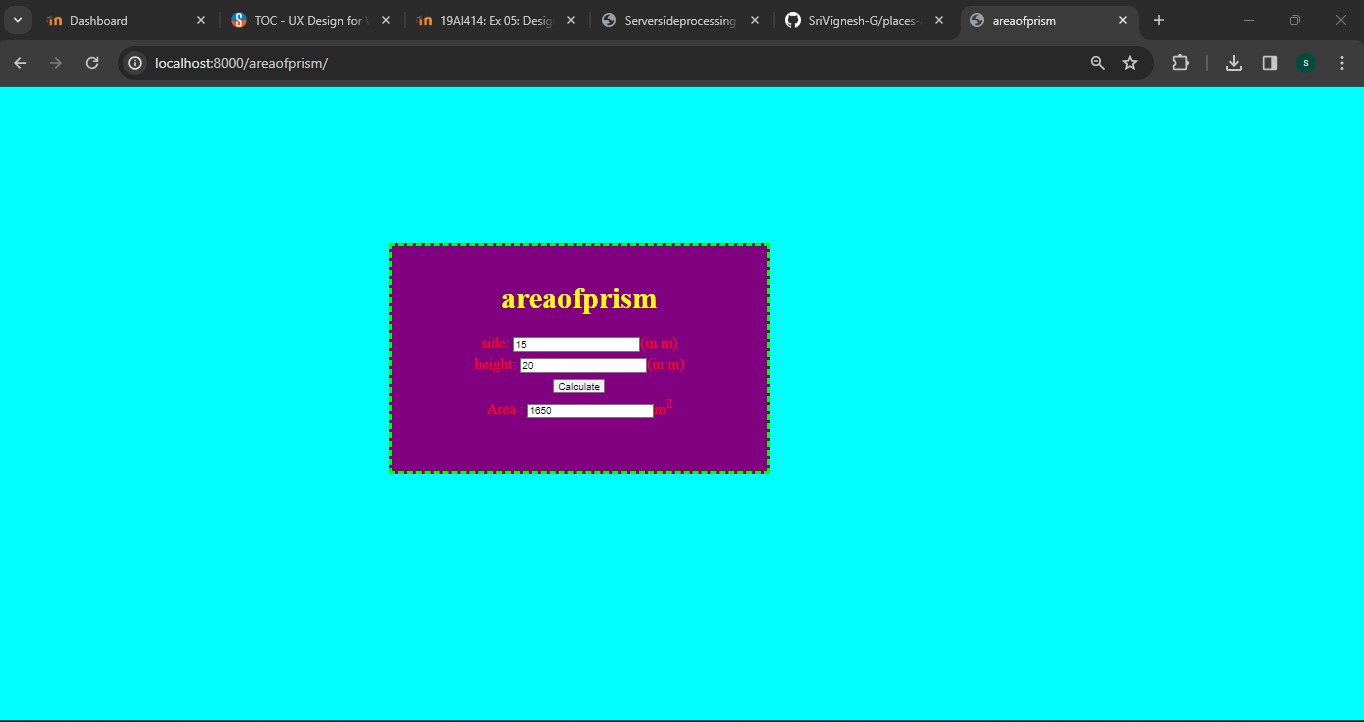 Dashboard
TOC - UX Design for
19AI414: Ex 05: Desig
Serversideprocessing
SriVignesh-G/places-
areaofprism
localhost:8000/areaofprism/
s
areaofprism
side: 15 (in m)
height: 20 (in m)
Calculate
Area : 1650 m²